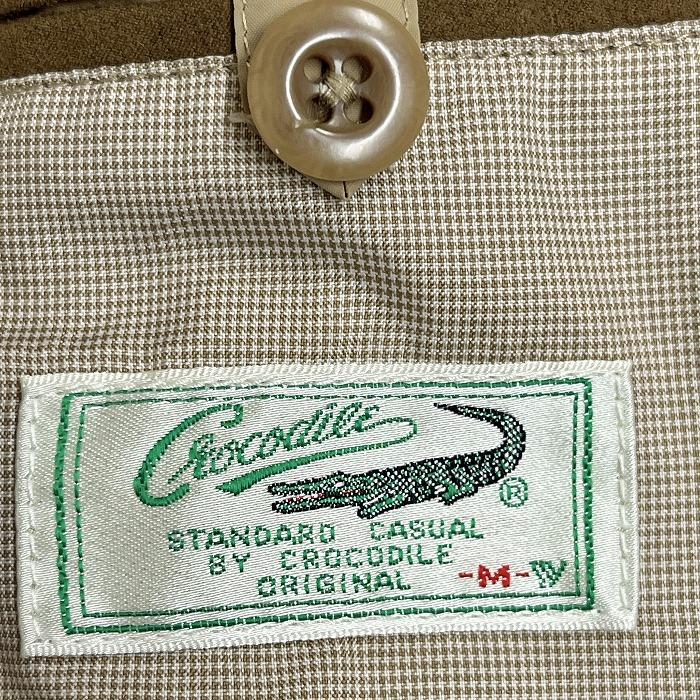 Crocodile
®
STANDARD CASUAL
BY CROCODILE
ORIGINAL -M-W